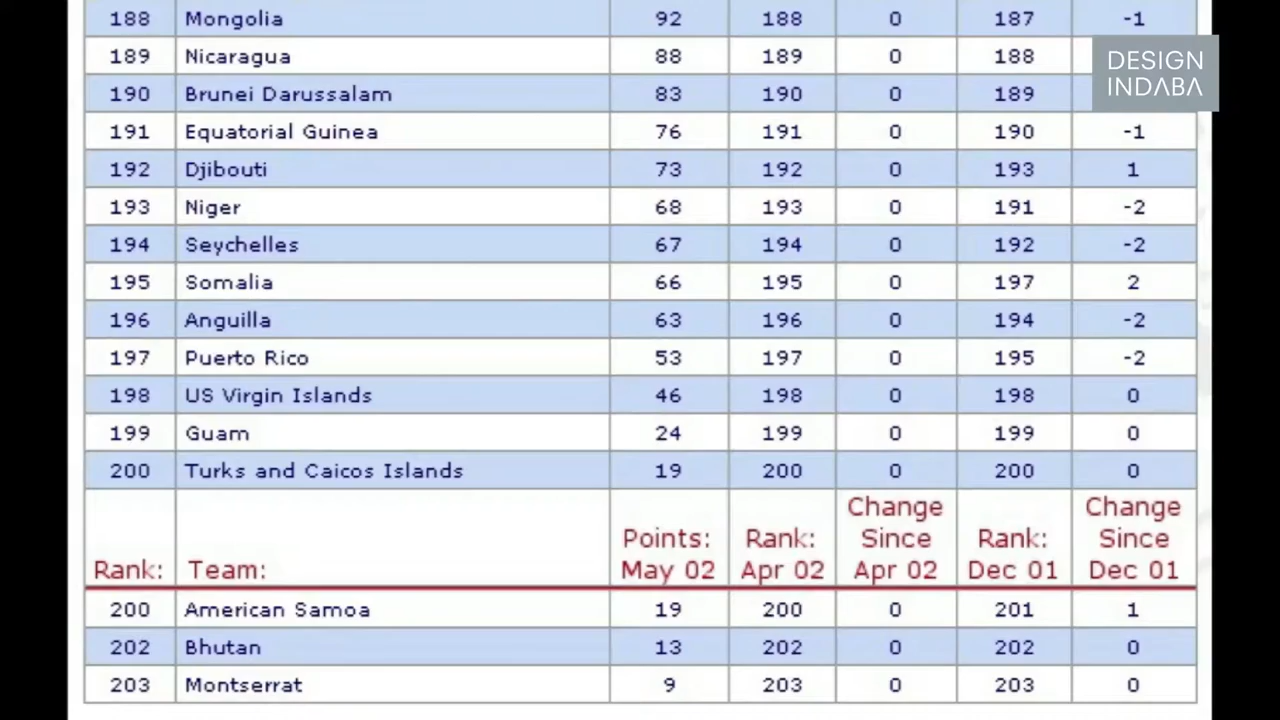 188 Mongolia 92 188 0 187 -1
DESIGN
INDABA
189 Nicaragua 88 189 0 188
190 Brunei Darussalam 83 190 0 189
191 Equatorial Guinea 76 191 0 190 -1
192 Djibouti 73 192 0 193 1
193 Niger 68 193 0 191 -2
194 Seychelles 67 194 0 192 -2
195 Somalia 66 195 0 197 2
196 Anguilla 63 196 0 194 -2
197 Puerto Rico 53 197 0 195 -2
198 US Virgin Islands 46 198 0 198 0
199 Guam 24 199 0 199 0
200 Turks and Caicos Islands 19 200 0 200 0
Change Change
Points: Rank: Since Rank: Since
Rank: Team: May 02 Apr 02 Apr 02 Dec 01 Dec 01
200 American Samoa 19 200 0 201 1
202 Bhutan 13 202 0 202 0
203 Montserrat 9 203 0 203 0